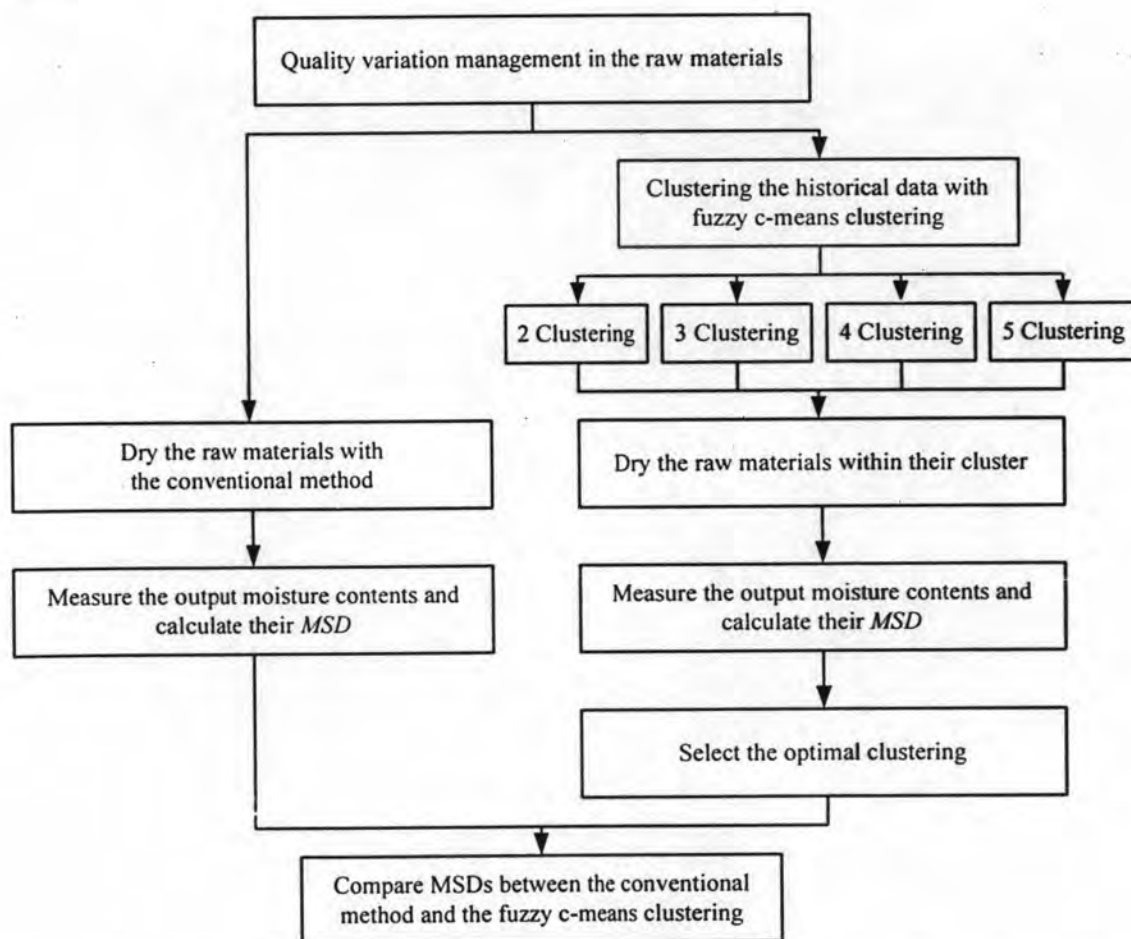 Quality variation management in the raw materials
Clustering the historical data with
fuzzy c-means clustering
2 Clustering
3 Clustering
4 Clustering
5 Clustering
Dry the raw materials with
the conventional method
Dry the raw materials within their cluster
Measure the output moisture contents and
calculate their MSD
Measure the output moisture contents and
calculate their MSD
Select the optimal clustering
Compare MSDs between the conventional
method and the fuzzy c-means clustering